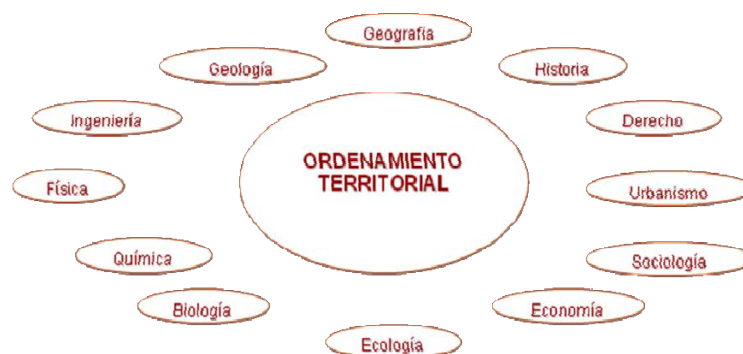 Geografía
Geología
Historia
Ingeniería
Derecho
ORDENAMIENTO
TERRITORIAL
Física
Urbanismo
Química
Sociología
Biología
Economía
Ecología